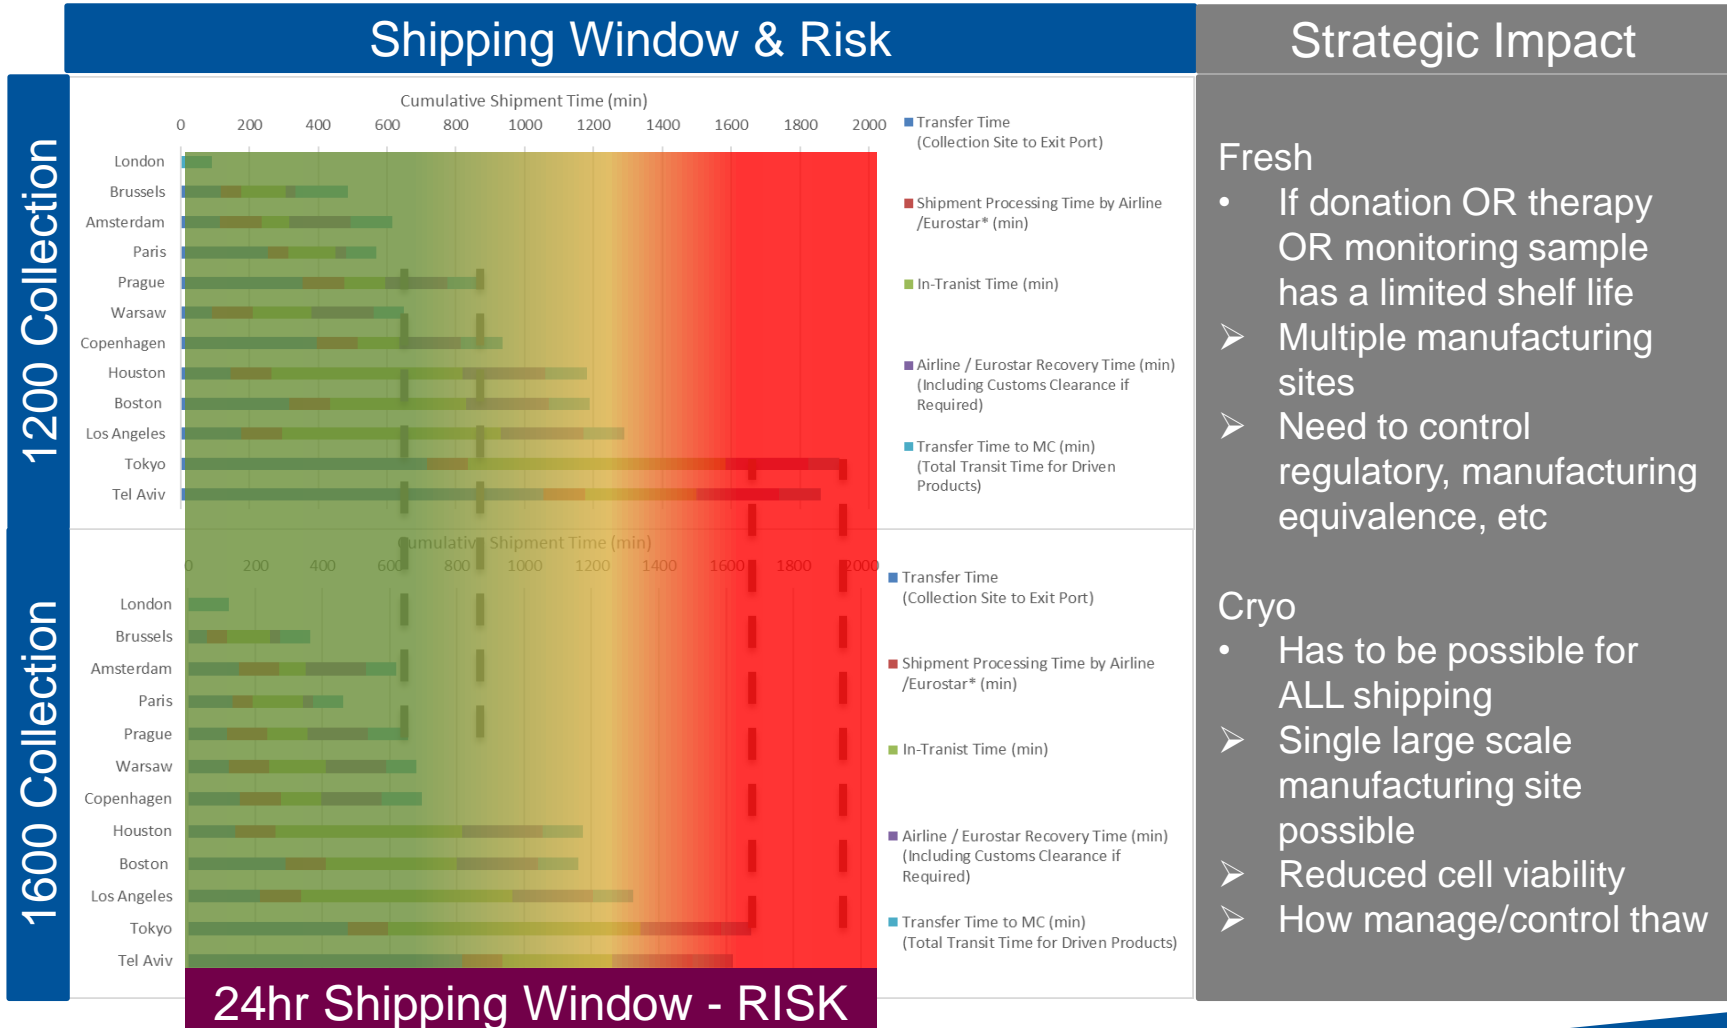 Shipping Window & Risk
Strategic Impact
1200 Collection
Cumulative Shipment Time (min)
0 200 400 600 800 1000 1200 1400 1600 1800 2000
London
Brussels
Amsterdam
Paris
Prague
Warsaw
Copenhagen
Houston
Boston
Los Angeles
Tokyo
Tel Aviv
Transfer Time
(Collection Site to Exit Port)
Shipment Processing Time by Airline
/Eurostar* (min)
In-Tranist Time (min)
Airline / Eurostar Recovery Time (min)
(Including Customs Clearance if
Required)
Transfer Time to MC (min)
(Total Transit Time for Driven
Products)
1600 Collection
Cumulative Shipment Time (min)
0 200 400 600 800 1000 1200 1400 1600 1800 2000
London
Brussels
Amsterdam
Paris
Prague
Warsaw
Copenhagen
Houston
Boston
Los Angeles
Tokyo
Tel Aviv
Transfer Time
(Collection Site to Exit Port)
Shipment Processing Time by Airline
/Eurostar* (min)
In-Tranist Time (min)
Airline / Eurostar Recovery Time (min)
(Including Customs Clearance if
Required)
Transfer Time to MC (min)
(Total Transit Time for Driven Products)
24hr Shipping Window - RISK
Fresh
• If donation OR therapy
OR monitoring sample
has a limited shelf life
➢ Multiple manufacturing
sites
➢ Need to control
regulatory, manufacturing
equivalence, etc
Cryo
• Has to be possible for
ALL shipping
➢ Single large scale
manufacturing site
possible
➢ Reduced cell viability
➢ How manage/control thaw